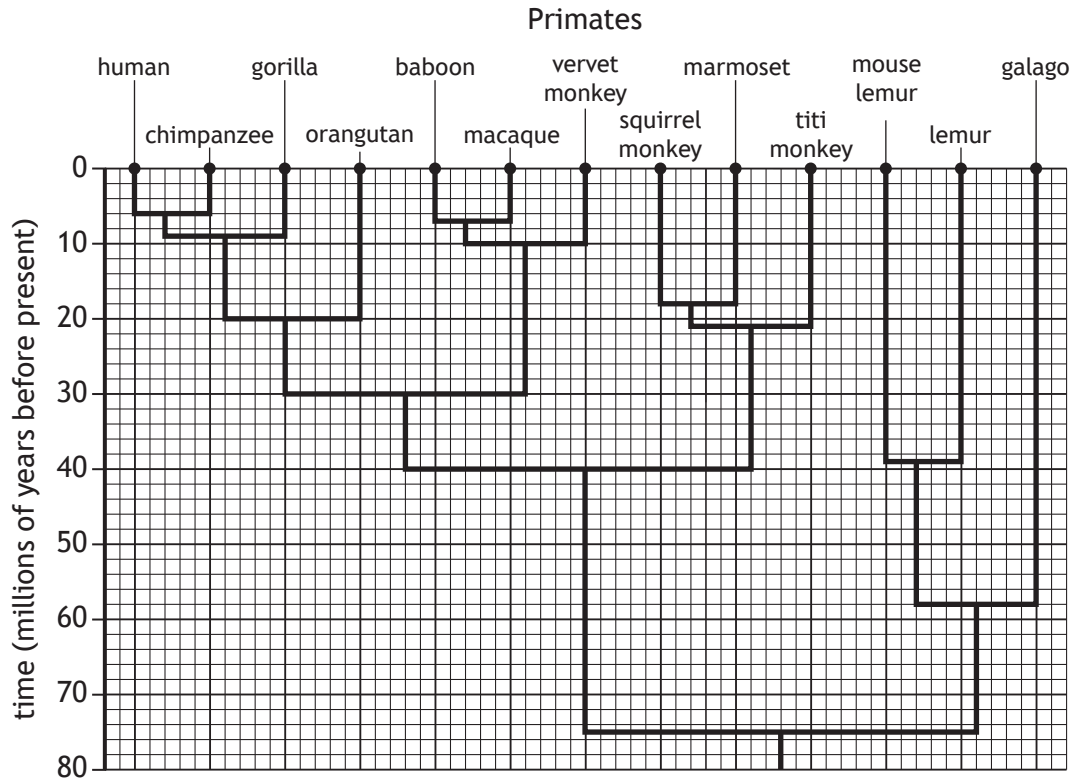 Primates
human
gorilla
baboon
vervet
monkey
marmoset
mouse
lemur
galago
chimpanzee
orangutan
macaque
squirrel
monkey
titi
monkey
lemur
0
10
20
30
40
50
60
70
80
time (millions of years before present)